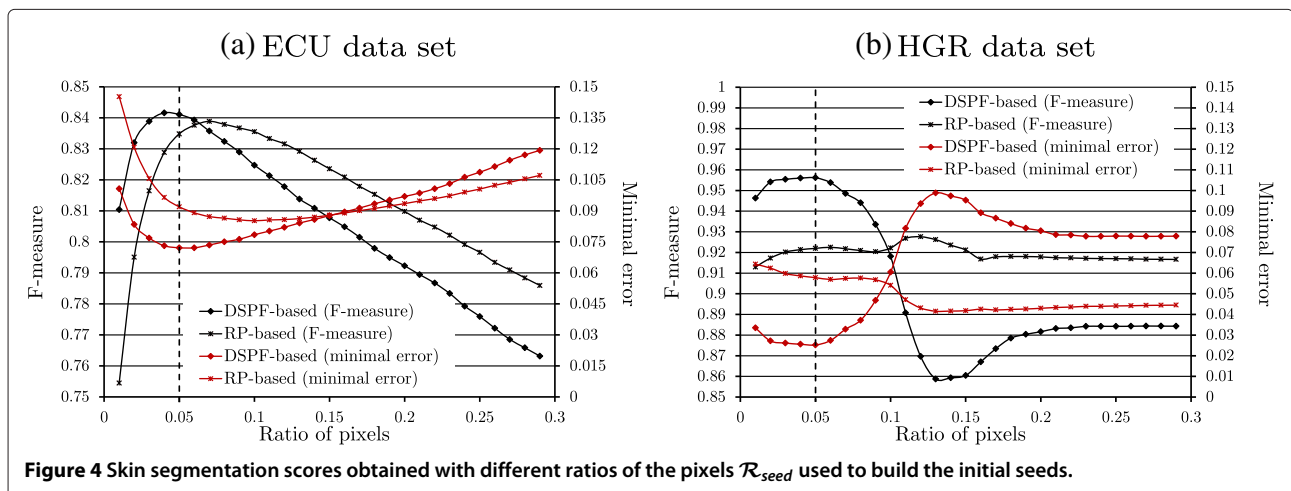 (a) ECU data set
0.85
0.84
0.83
0.82
0.81
0.8
0.79
0.78
0.77
0.76
0.75
F-measure
0.15
0.135
0.12
0.105
0.09
0.075
0.06
0.045
0.03
0.015
0
Minimal error
DSPF-based (F-measure)
RP-based (F-measure)
DSPF-based (minimal error)
RP-based (minimal error)
0 0.05 0.1 0.15 0.2 0.25 0.3
Ratio of pixels
(b) HGR data set
1
0.99
0.98
0.97
0.96
0.95
0.94
0.93
0.92
0.91
0.9
0.89
0.88
0.87
0.86
0.85
F-measure
0.15
0.14
0.13
0.12
0.11
0.1
0.09
0.08
0.07
0.06
0.05
0.04
0.03
0.02
0.01
0
Minimal error
DSPF-based (F-measure)
RP-based (F-measure)
DSPF-based (minimal error)
RP-based (minimal error)
0 0.05 0.1 0.15 0.2 0.25 0.3
Ratio of pixels
Figure 4 Skin segmentation scores obtained with different ratios of the pixels R_seed used to build the initial seeds.